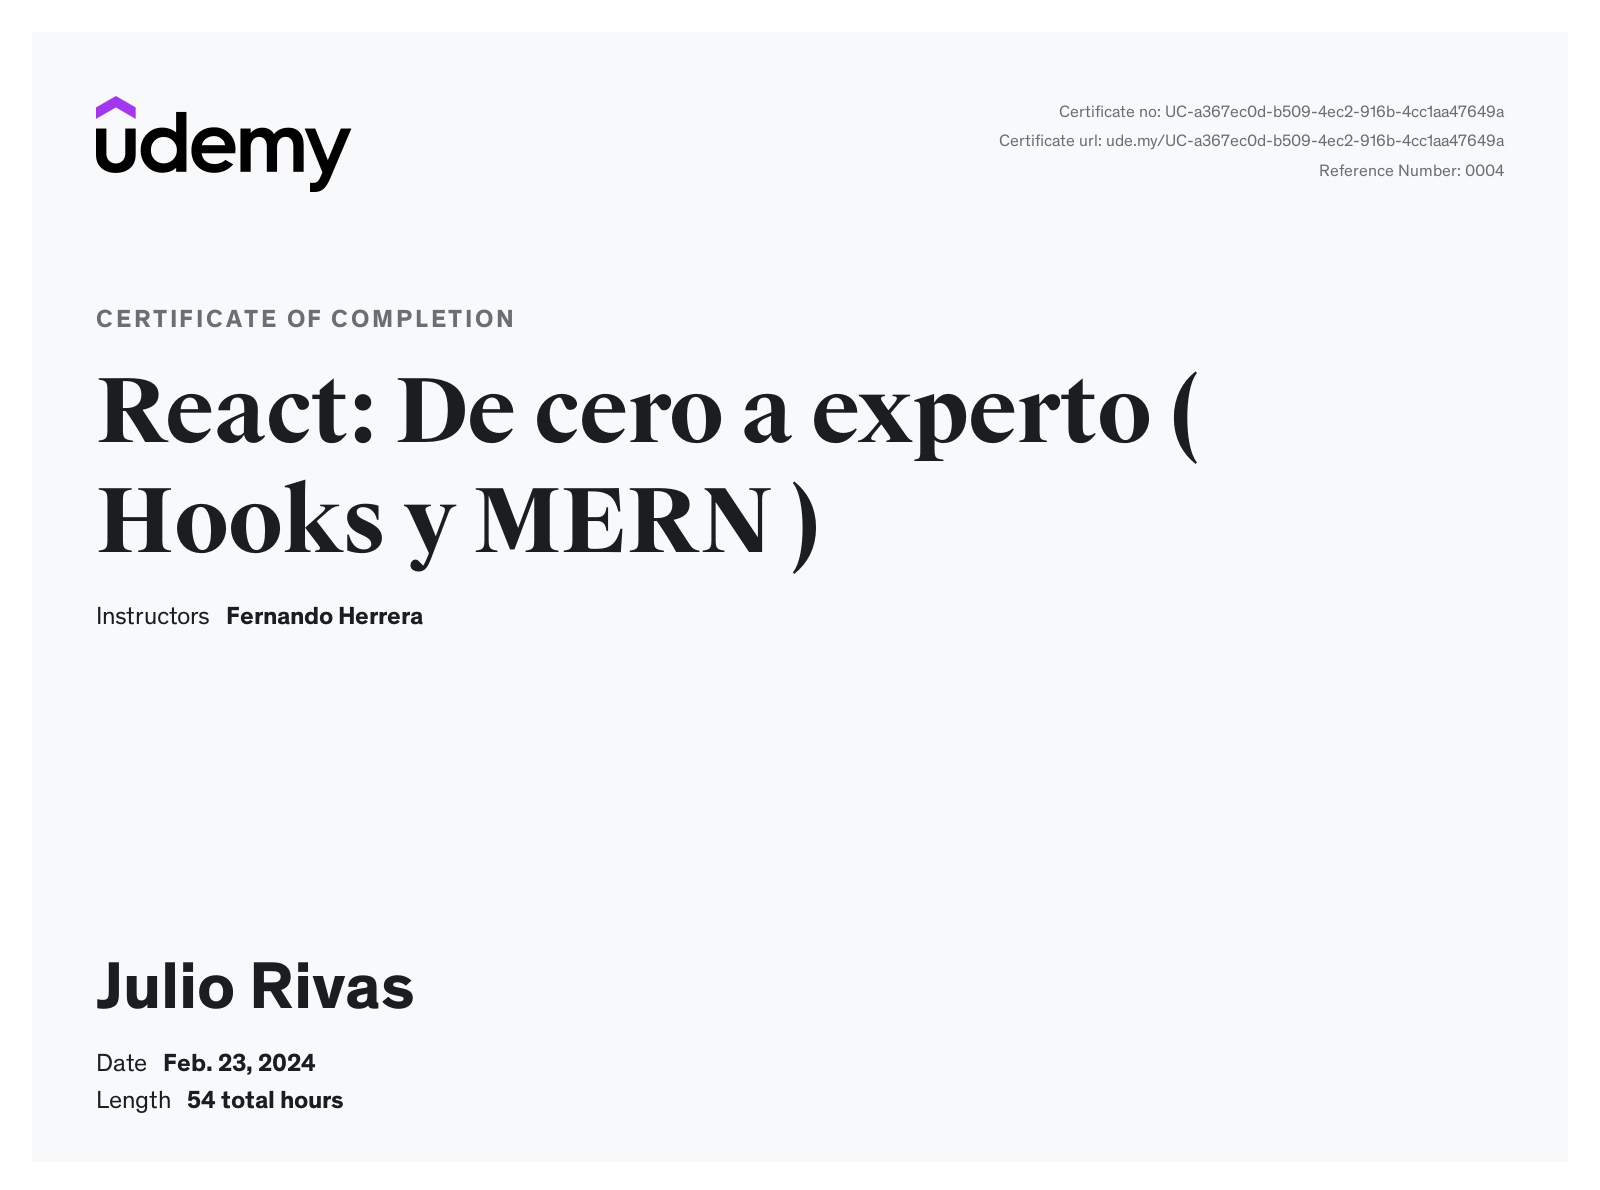 udemy
Certificate no: UC-a367ec0d-b509-4ec2-916b-4cc1aa47649a
Certificate url: ude.my/UC-a367ec0d-b509-4ec2-916b-4cc1aa47649a
Reference Number: 0004
CERTIFICATE OF COMPLETION
React: De cero a experto (
Hooks y MERN )
Instructors Fernando Herrera
Julio Rivas
Date Feb. 23, 2024
Length 54 total hours